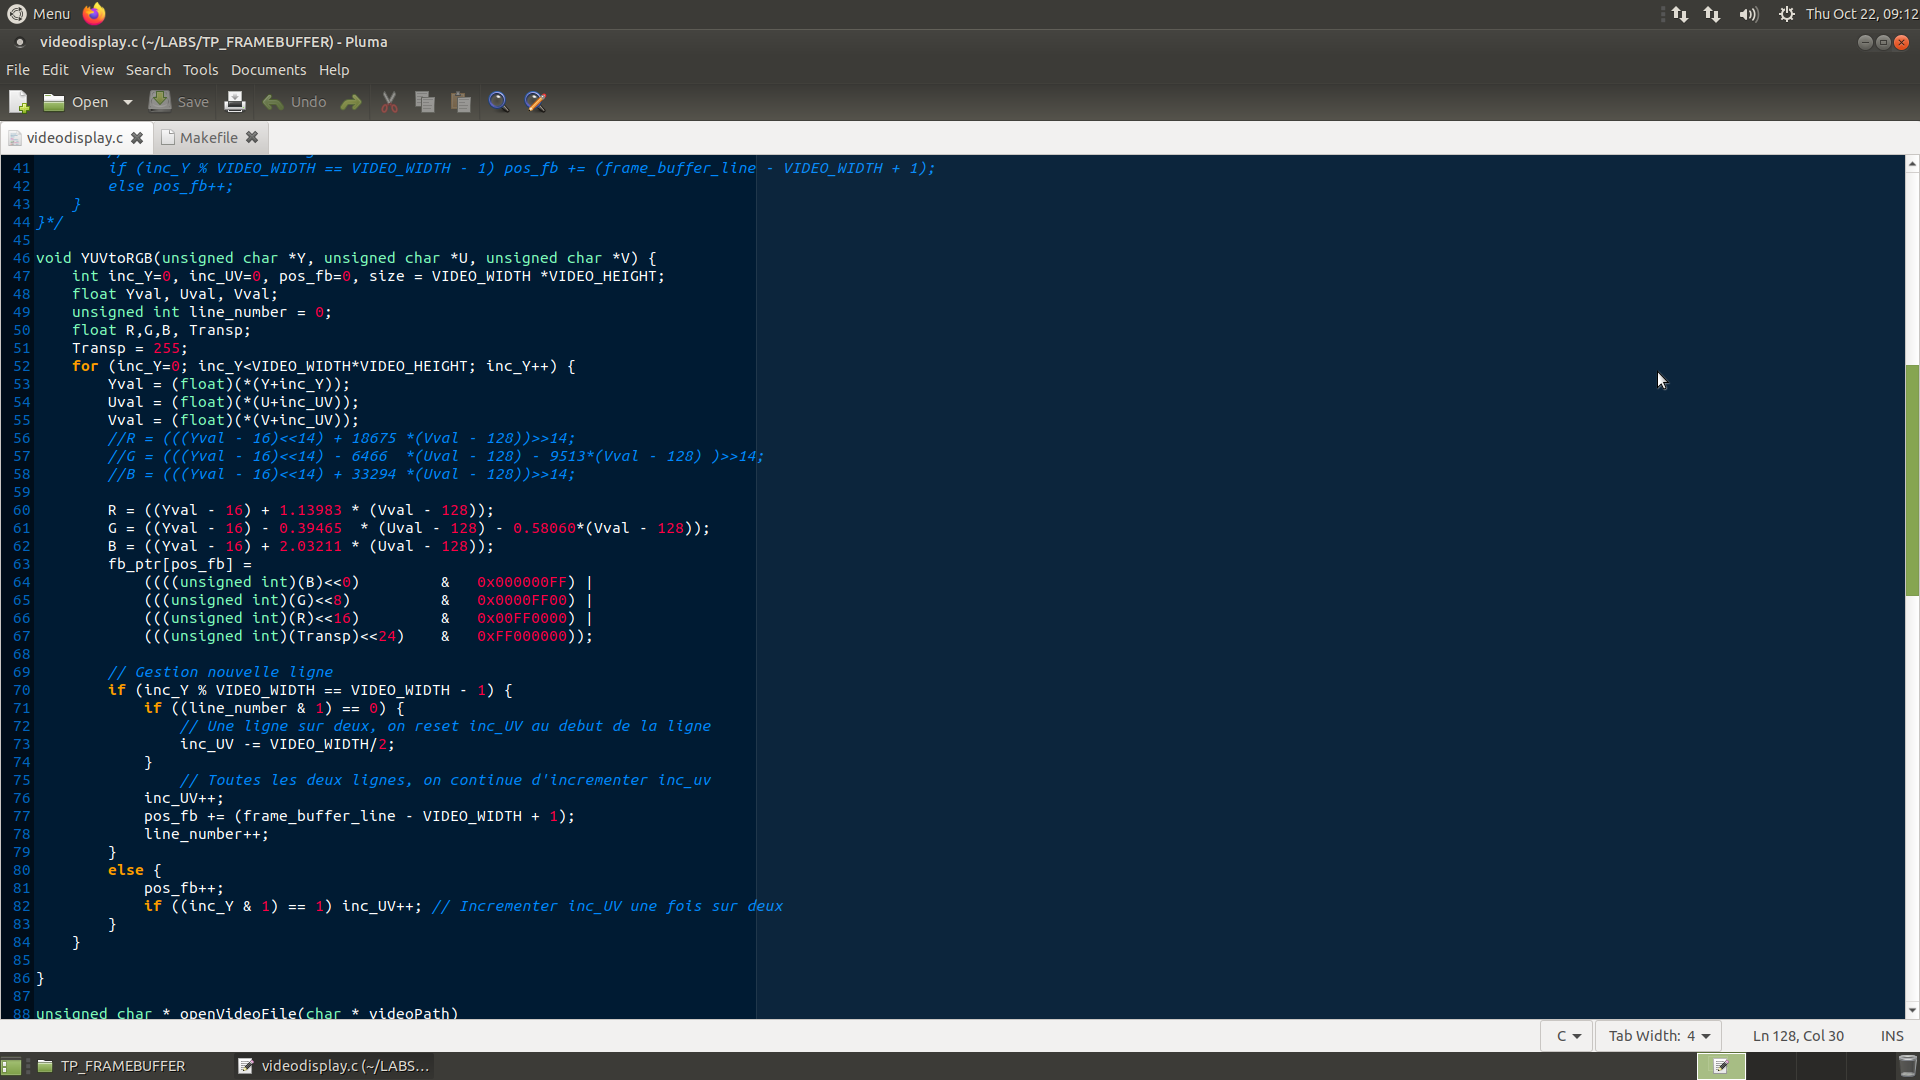 Menu
Thu Oct 22, 09:12
videodisplay.c (~/LABS/TP_FRAMEBUFFER) - Pluma
File Edit View Search Tools Documents Help
Open Save Undo
videodisplay.c Makefile
41 if (inc_Y % VIDEO_WIDTH == VIDEO_WIDTH - 1) pos_fb += (frame_buffer_line - VIDEO_WIDTH + 1);
42 else pos_fb++;
43 }
44 }*/
45
46 void YUVtoRGB(unsigned char *Y, unsigned char *U, unsigned char *V) {
47 int inc_Y=0, inc_UV=0, pos_fb=0, size = VIDEO_WIDTH *VIDEO_HEIGHT;
48 float Yval, Uval, Vval;
49 unsigned int line_number = 0;
50 float R,G,B, Transp;
51 Transp = 255;
52 for (inc_Y=0; inc_Y<VIDEO_WIDTH*VIDEO_HEIGHT; inc_Y++) {
53 Yval = (float)(*(Y+inc_Y));
54 Uval = (float)(*(U+inc_UV));
55 Vval = (float)(*(V+inc_UV));
56 //R = (((Yval - 16)<<14) + 18675 *(Vval - 128))>>14;
57 //G = (((Yval - 16)<<14) - 6466  *(Uval - 128) - 9513*(Vval - 128) )>>14;
58 //B = (((Yval - 16)<<14) + 33294 *(Uval - 128))>>14;
59
60 R = ((Yval - 16) + 1.13983 * (Vval - 128));
61 G = ((Yval - 16) - 0.39465  * (Uval - 128) - 0.58060*(Vval - 128));
62 B = ((Yval - 16) + 2.03211 * (Uval - 128));
63 fb_ptr[pos_fb] =
64 ((((unsigned int)(B)<<0) & 0x000000FF) |
65 (((unsigned int)(G)<<8) & 0x0000FF00) |
66 (((unsigned int)(R)<<16) & 0x00FF0000) |
67 (((unsigned int)(Transp)<<24) & 0xFF000000));
68
69 // Gestion nouvelle ligne
70 if (inc_Y % VIDEO_WIDTH == VIDEO_WIDTH - 1) {
71 if ((line_number & 1) == 0) {
72 // Une ligne sur deux, on reset inc_UV au debut de la ligne
73 inc_UV -= VIDEO_WIDTH/2;
74 }
75 // Toutes les deux lignes, on continue d'incrementer inc_uv
76 inc_UV++;
77 pos_fb += (frame_buffer_line - VIDEO_WIDTH + 1);
78 line_number++;
79 }
80 else {
81 pos_fb++;
82 if ((inc_Y & 1) == 1) inc_UV++; // Incrementer inc_UV une fois sur deux
83 }
84 }
85
86 }
87
88 unsigned char * openVideoFile(char * videoPath)
C Tab Width: 4 Ln 128, Col 30 INS
TP_FRAMEBUFFER videodisplay.c (~/LABS...